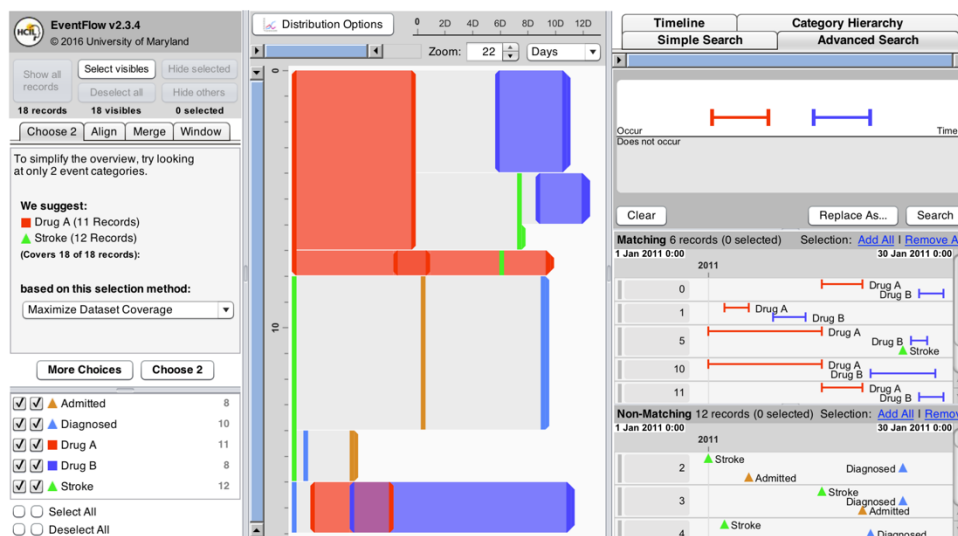 EventFlow v2.3.4
HCIL
© 2016 University of Maryland
Show all records
Select visibles
Hide selected
Deselect all
Hide others
18 records 18 visibles 0 selected
Choose 2 Align Merge Window
To simplify the overview, try looking
at only 2 event categories.
We suggest:
Drug A (11 Records)
Stroke (12 Records)
(Covers 18 of 18 records):
based on this selection method:
Maximize Dataset Coverage
More Choices Choose 2
Admitted 8
Diagnosed 10
Drug A 11
Drug B 8
Stroke 12
Select All
Deselect All
Distribution Options
0 2D 4D 6D 8D 10D 12D
Zoom: 22 Days
0
10
Timeline Category Hierarchy
Simple Search Advanced Search
Occur Time
Does not occur
Clear Replace As... Search
Matching 6 records (0 selected) Selection: Add All I Remove A
1 Jan 2011 0:00 30 Jan 2011 0:00
2011
0 Drug A
Drug B
1 Drug A
Drug B
5 Drug A
Drug B
Stroke
10 Drug A
Drug B
11 Drug A
Drug B
Non-Matching 12 records (0 selected) Selection: Add All I Remov
1 Jan 2011 0:00 30 Jan 2011 0:00
2011
2 Stroke
Diagnosed
Admitted
3 Stroke
Diagnosed
Admitted
4 Stroke
Diagnosed